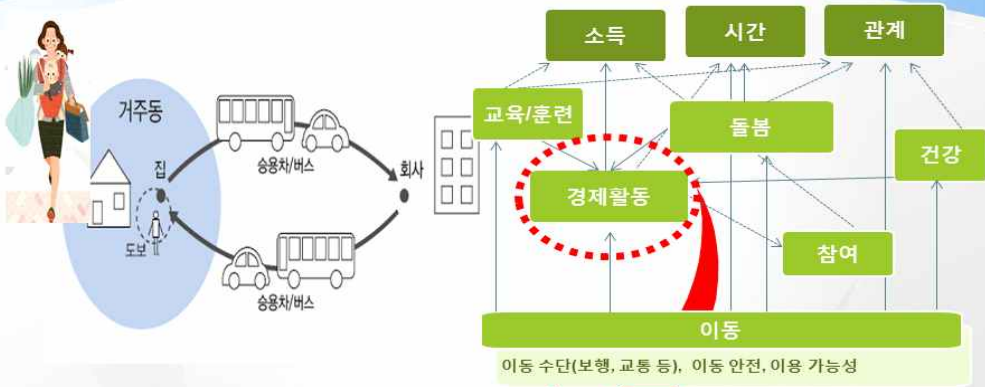 거주동
집
도보
승용차/버스
회사
승용차/버스
소득
시간
관계
교육/훈련
돌봄
건강
경제활동
참여
이동
이동 수단(보행, 교통 등), 이동 안전, 이용 가능성